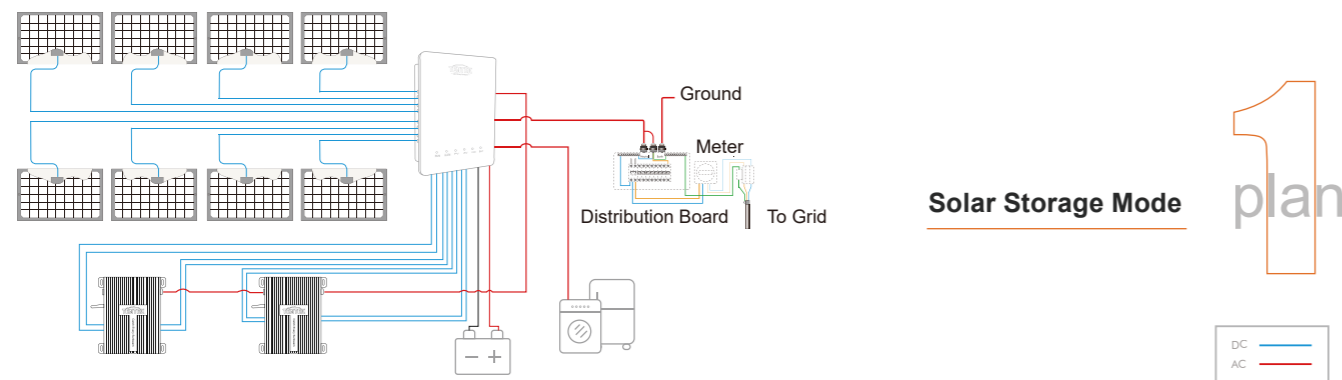 Ground
Meter
Distribution Board
To Grid
Solar Storage Mode
1
plan
DC
AC